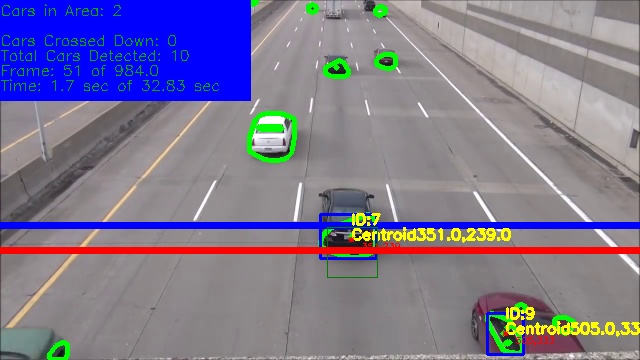 Cars in Area: 2
Cars Crossed Down: 0
Total Cars Detected: 10
Frame: 51 of 984.0
Time: 1.7 sec of 32.83 sec
ID:7
Centroid351.0,239.0
ID:9
Centroid505.0,33